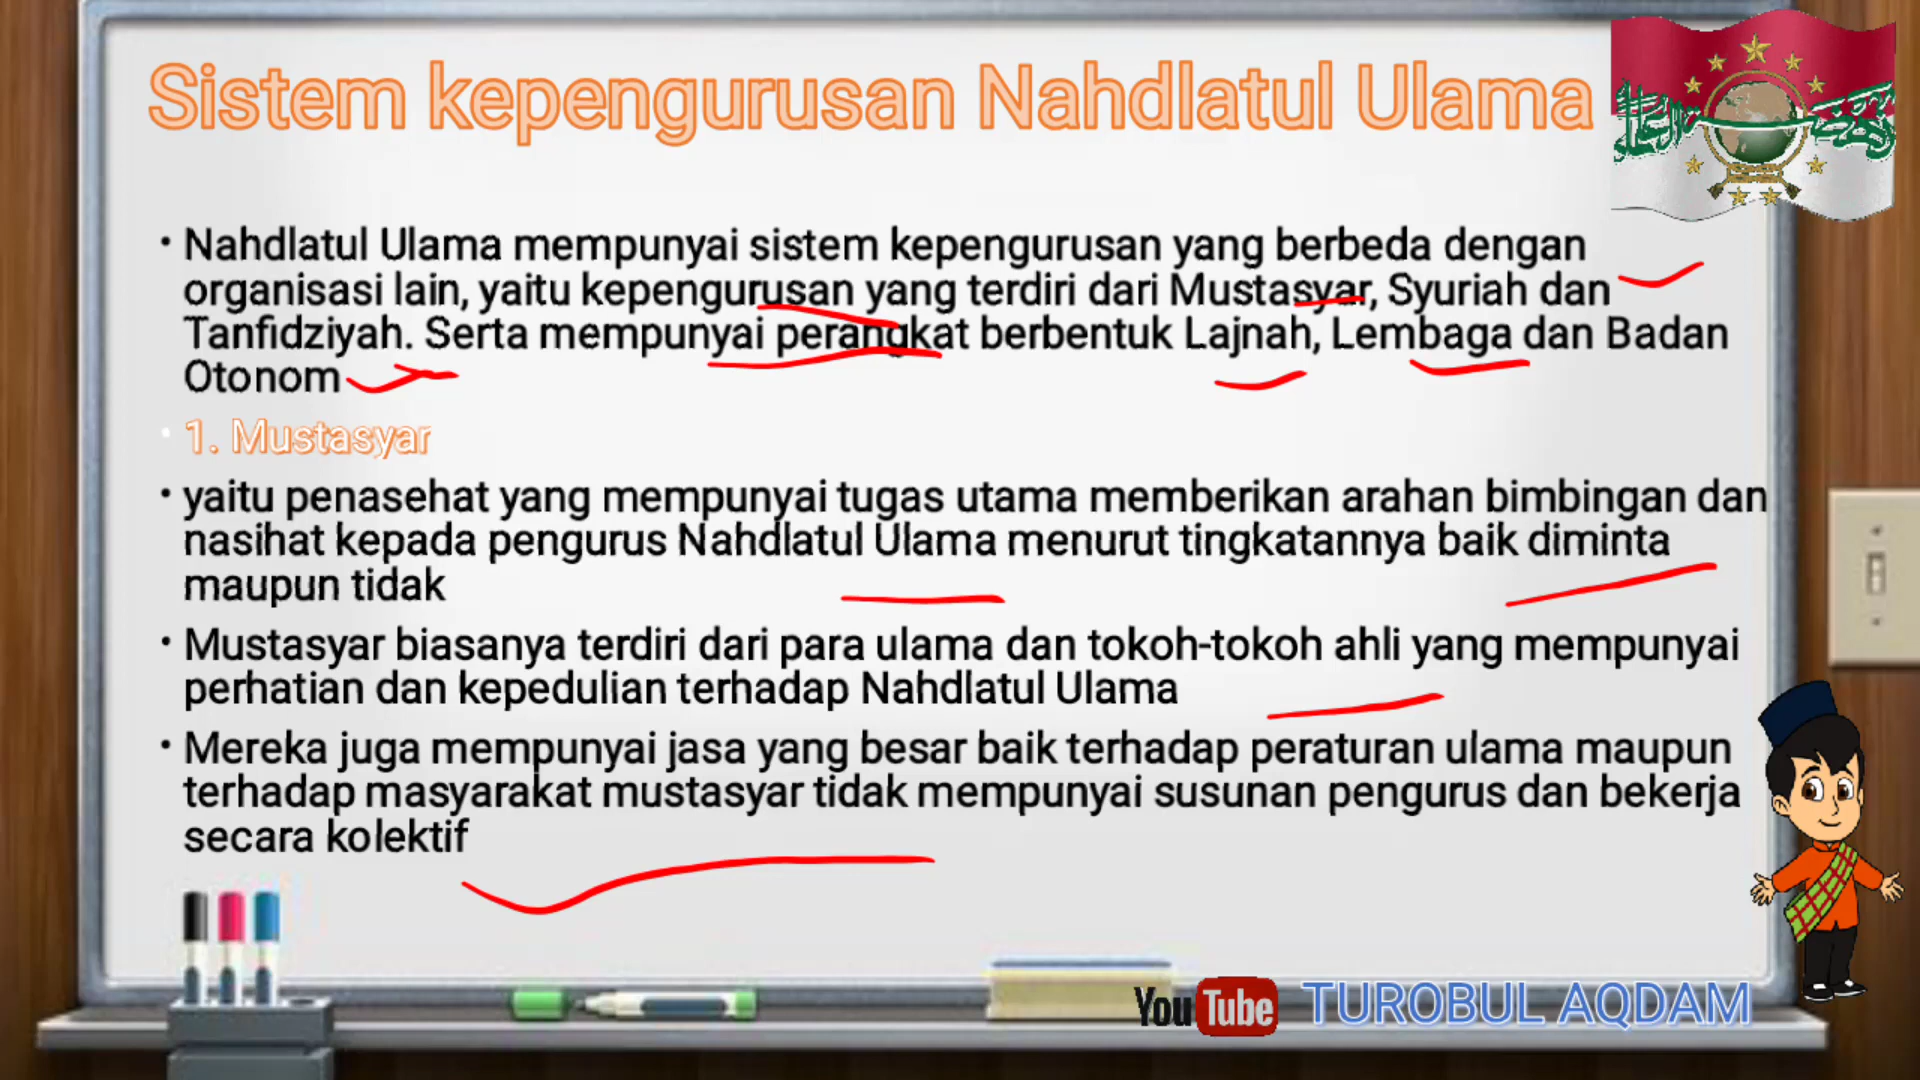 Sistem kepengurusan Nahdlatul Ulama
• Nahdlatul Ulama mempunyai sistem kepengurusan yang berbeda dengan
organisasi lain, yaitu kepengurusan yang terdiri dari Mustasyar, Syuriah dan
Tanfidziyah. Serta mempunyai perangkat berbentuk Lajnah, Lembaga dan Badan
Otonom
• 1. Mustasyar
• yaitu penasehat yang mempunyai tugas utama memberikan arahan bimbingan dan
nasihat kepada pengurus Nahdlatul Ulama menurut tingkatannya baik diminta
maupun tidak
• Mustasyar biasanya terdiri dari para ulama dan tokoh-tokoh ahli yang mempunyai
perhatian dan kepedulian terhadap Nahdlatul Ulama
• Mereka juga mempunyai jasa yang besar baik terhadap peraturan ulama maupun
terhadap masyarakat mustasyar tidak mempunyai susunan pengurus dan bekerja
secara kolektif
YouTube TUROBUL AQDAM